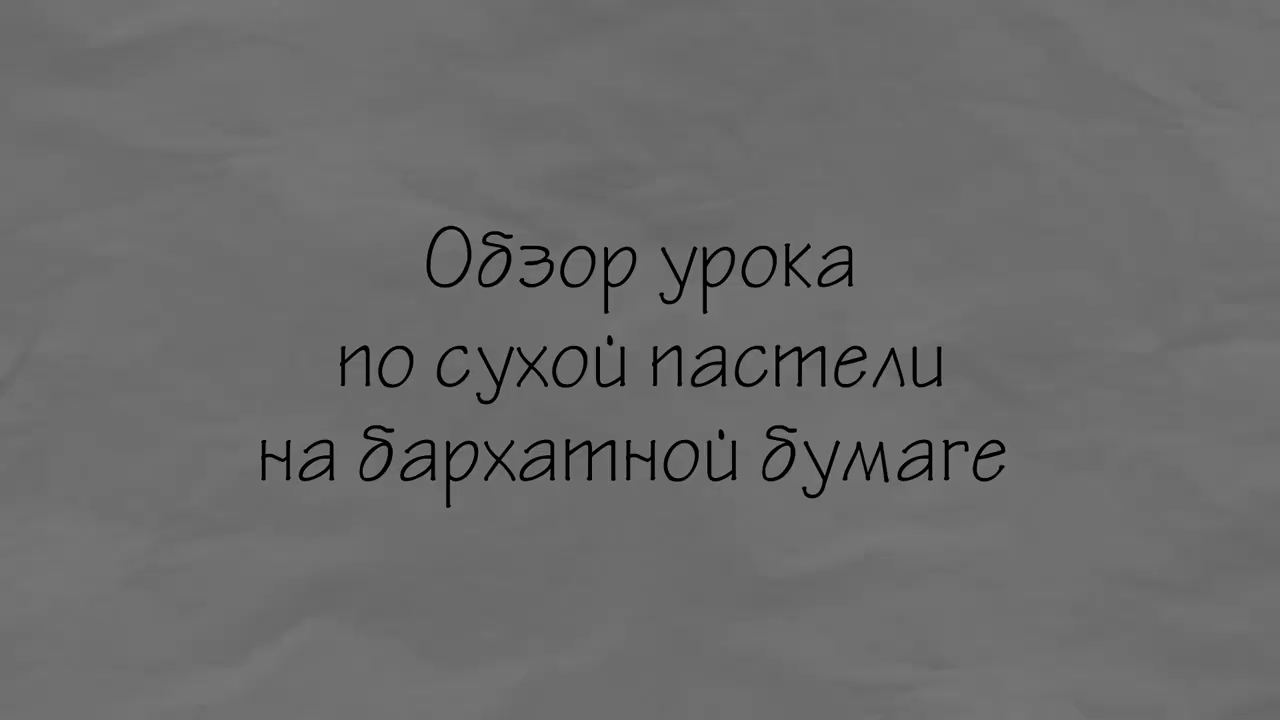 Обзор урока
по сухой пастели
на бархатной бумаге